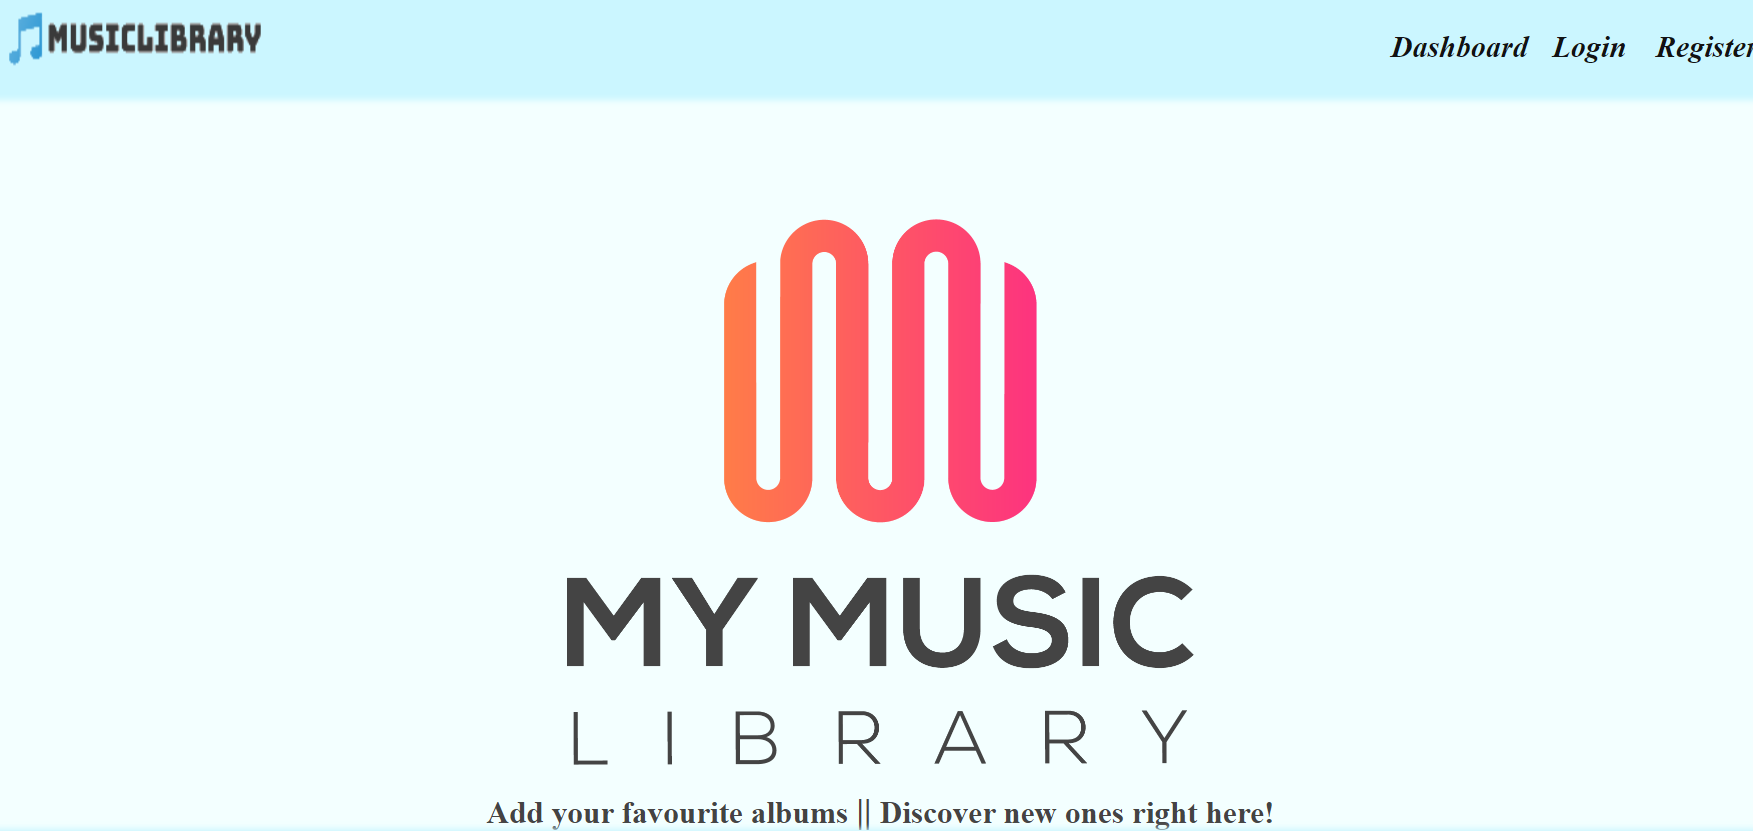 MUSICLIBRARY
Dashboard Login Register
MY MUSIC
LIBRARY
Add your favourite albums || Discover new ones right here!